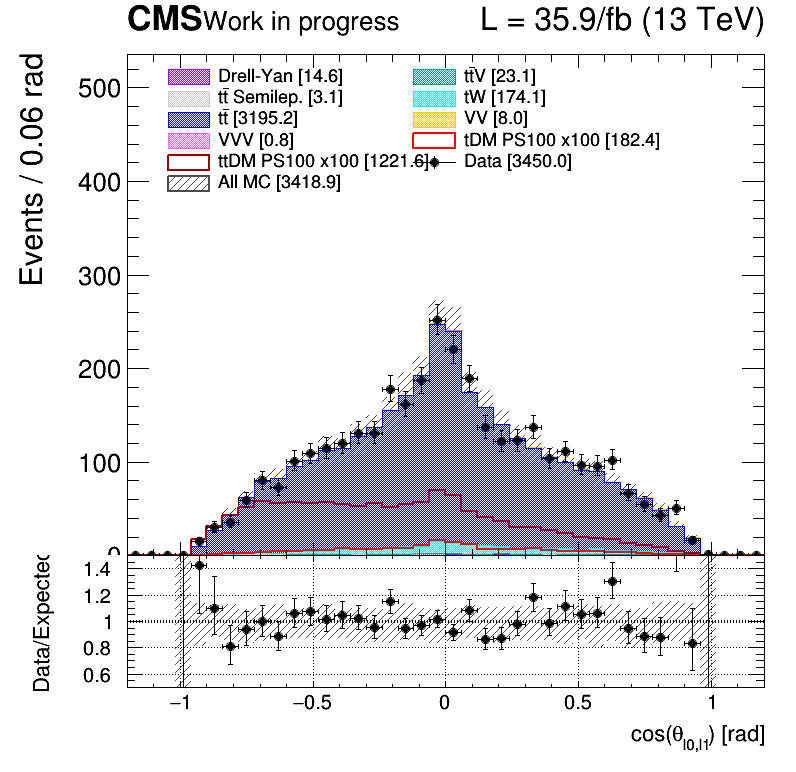 CMS Work in progress L = 35.9/fb (13 TeV)
Events / 0.06 rad
500
400
300
200
100
0
Drell-Yan [14.6]
tt̄V [23.1]
tt̄ Semilep. [3.1]
tW [174.1]
tt̄ [3195.2]
VV [8.0]
VVV [0.8]
tDM PS100 x100 [182.4]
ttDM PS100 x100 [1221.6]
Data [3450.0]
All MC [3418.9]
Data/Expected
1.4
1.2
1
0.8
0.6
−1 −0.5 0 0.5 1
cos(θl0,l1) [rad]